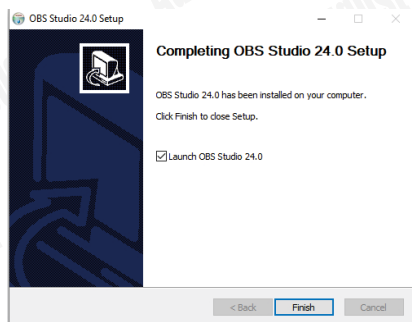 OBS Studio 24.0 Setup
Completing OBS Studio 24.0 Setup
OBS Studio 24.0 has been installed on your computer.
Click Finish to close Setup.
Launch OBS Studio 24.0
< Back Finish Cancel